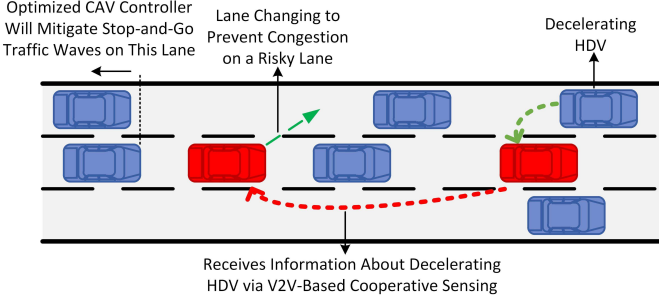 Optimized CAV Controller
Will Mitigate Stop-and-Go
Traffic Waves on This Lane
Lane Changing to
Prevent Congestion
on a Risky Lane
Decelerating
HDV
Receives Information About Decelerating
HDV via V2V-Based Cooperative Sensing